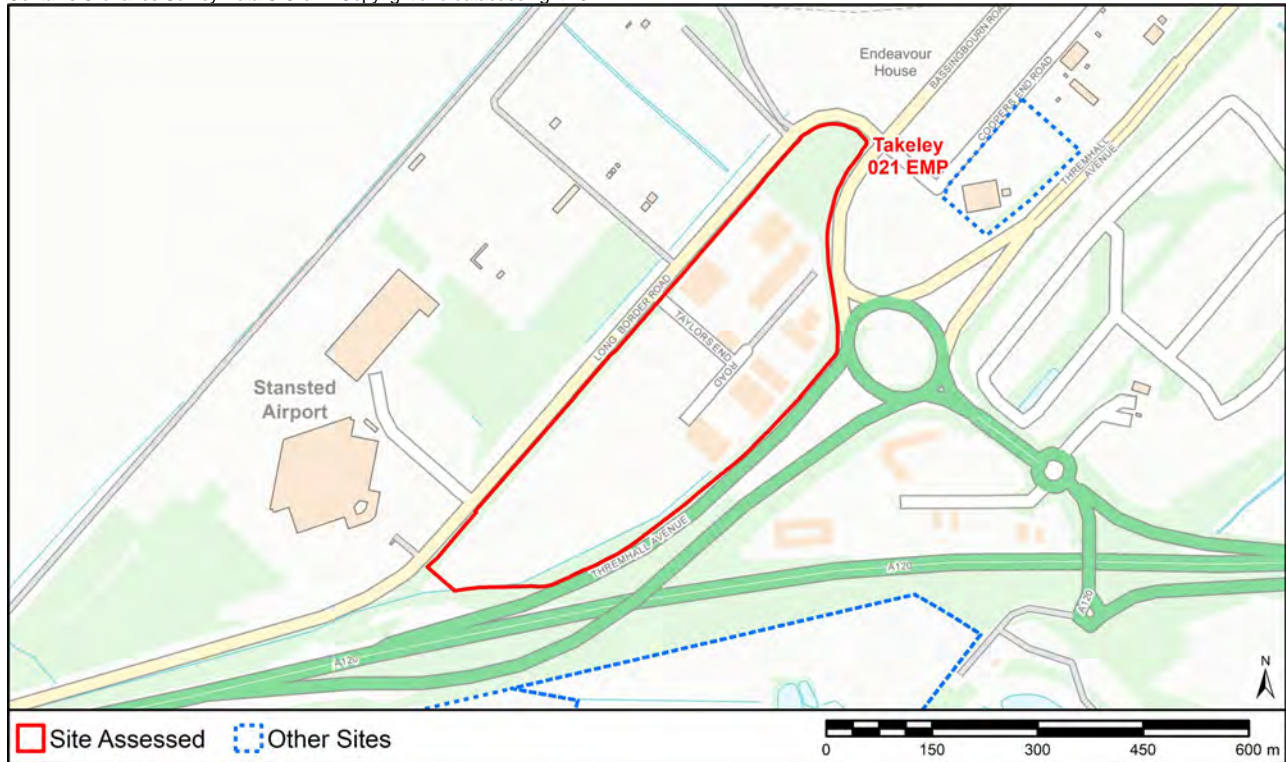 Endeavour
House
BASSINGBOURN ROAD
COOPERS END ROAD
THREMHALL
AVENUE
Takeley
021 EMP
LONG BORDER ROAD
TAYLORS END
ROAD
Stansted
Airport
THREMHALL AVENUE
A120
A120
A120
N
Site Assessed
Other Sites
0 150 300 450 600 m